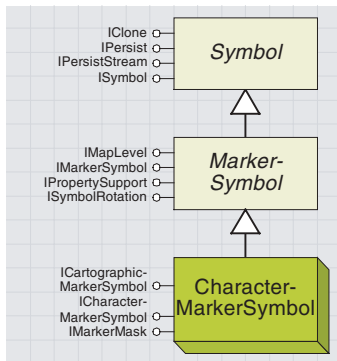 IClone
IPersist
IPersistStream
ISymbol
Symbol
IMapLevel
IMarkerSymbol
IPropertySupport
ISymbolRotation
Marker-
Symbol
ICartographic-
MarkerSymbol
ICharacter-
MarkerSymbol
IMarkerMask
Character-
MarkerSymbol